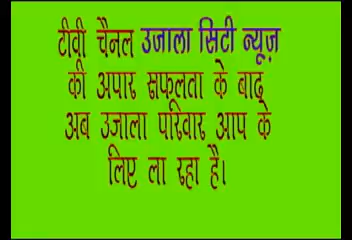 टीवी चैनल उजाला सिटी न्यूज़
की अपार सफलता के बाद
अब उजाला परिवार आप के
लिए ला रहा है।